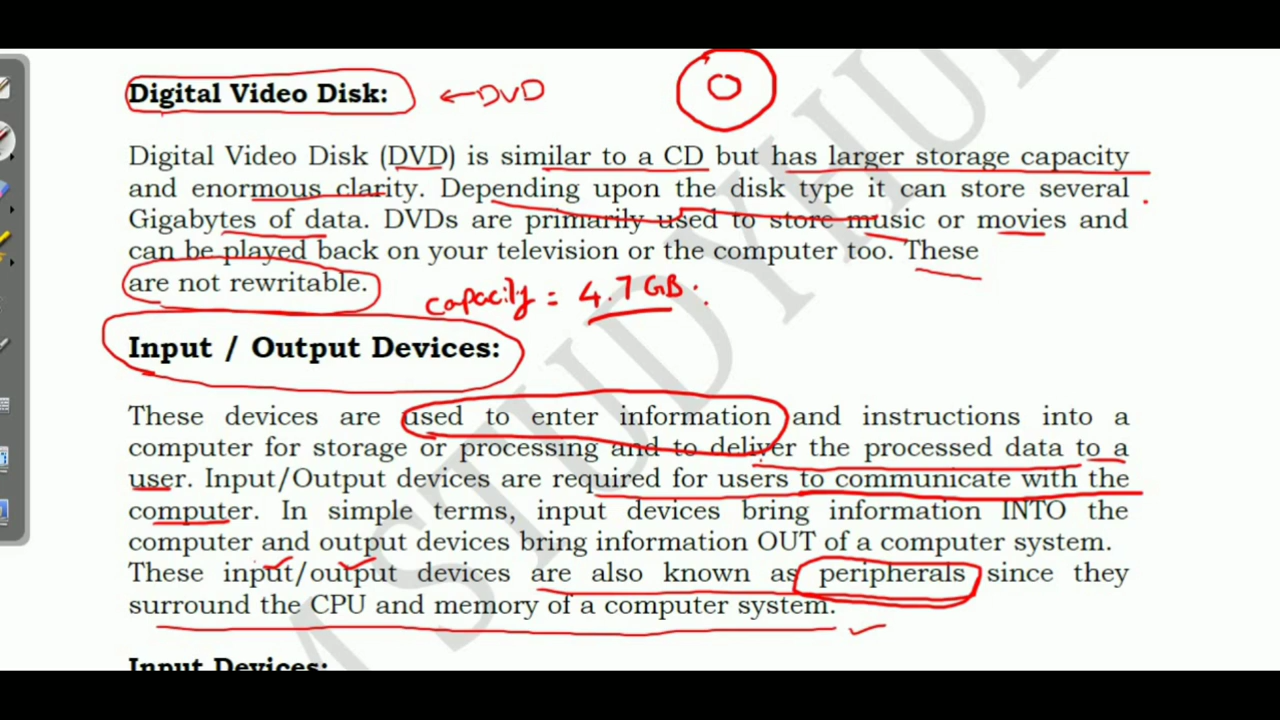 Digital Video Disk: ←DVD
Digital Video Disk (DVD) is similar to a CD but has larger storage capacity
and enormous clarity. Depending upon the disk type it can store several
Gigabytes of data. DVDs are primarily used to store music or movies and
can be played back on your television or the computer too. These
are not rewritable.
capacity = 4.7 GB.
Input / Output Devices:
These devices are used to enter information and instructions into a
computer for storage or processing and to deliver the processed data to a
user. Input/Output devices are required for users to communicate with the
computer. In simple terms, input devices bring information INTO the
computer and output devices bring information OUT of a computer system.
These input/output devices are also known as peripherals since they
surround the CPU and memory of a computer system.
Input Devices:
M STUDYHUB